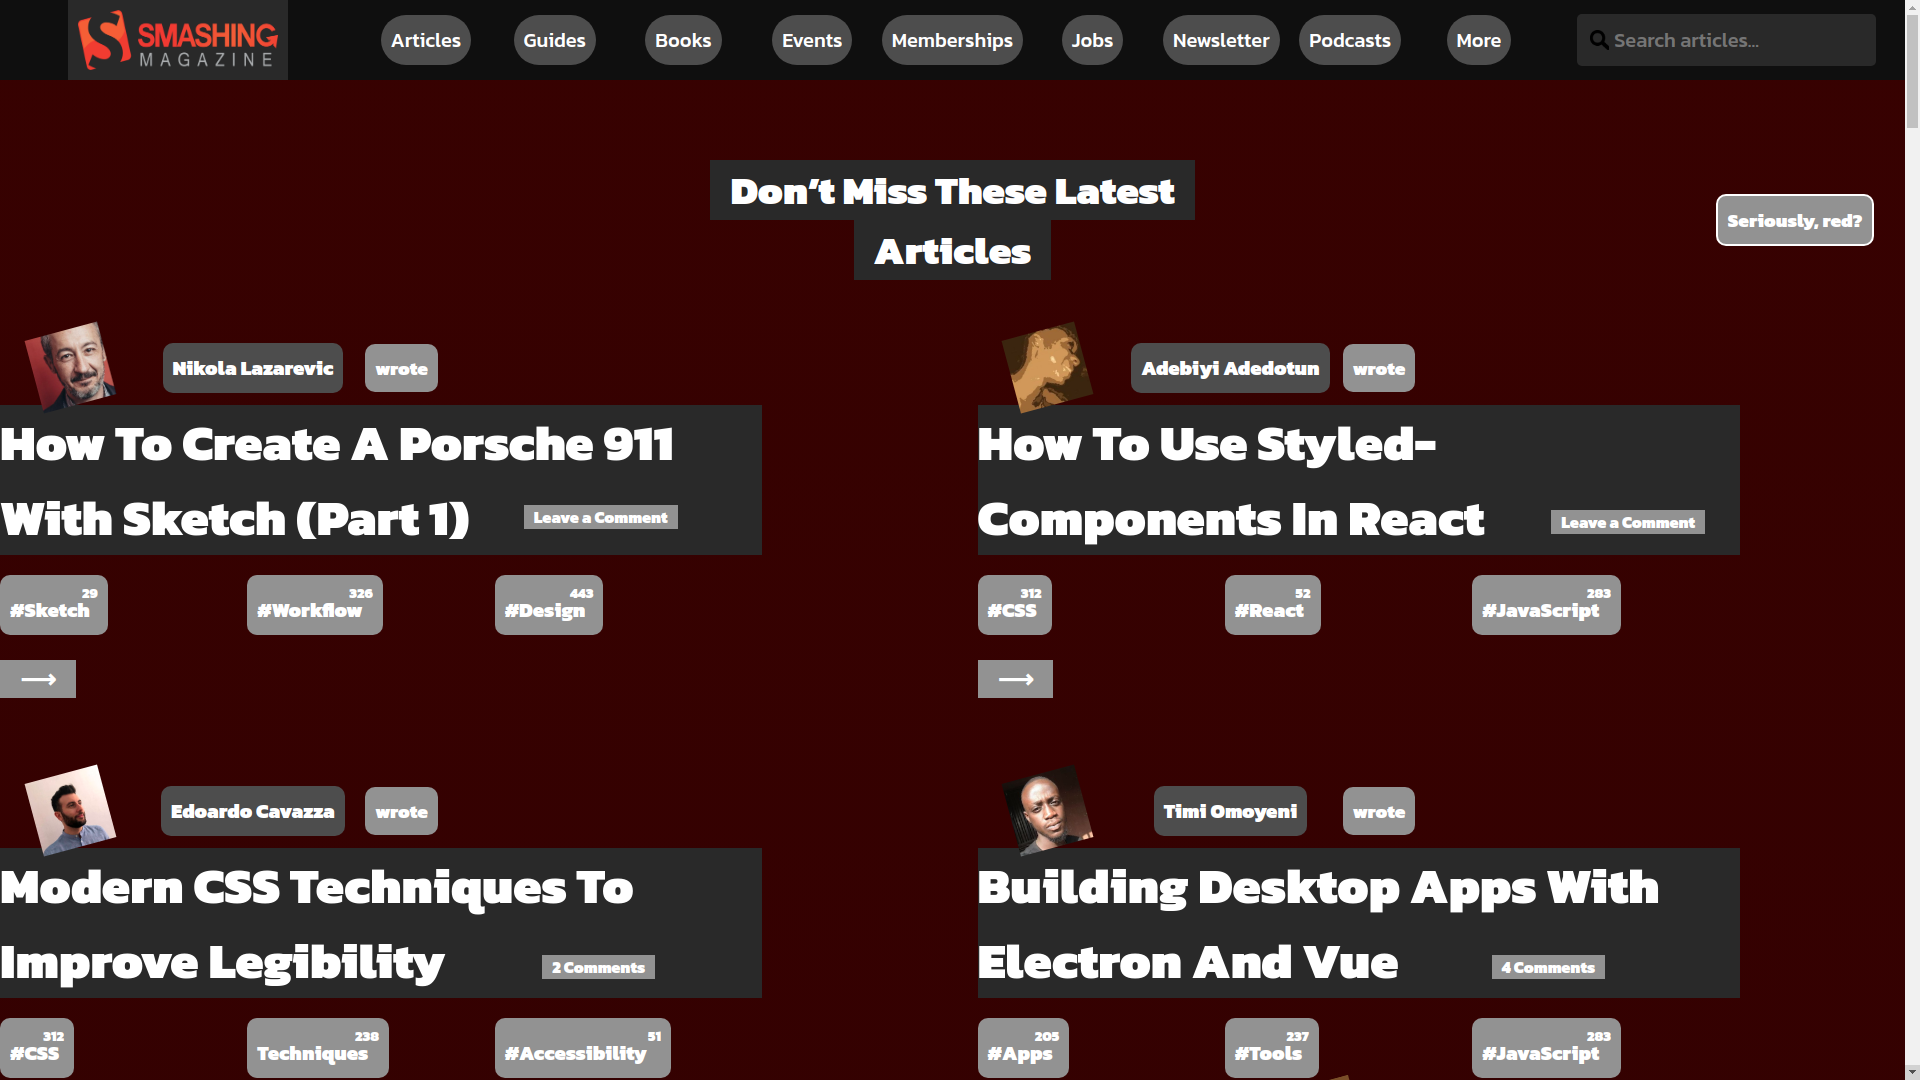 SMASHING
MAGAZINE
Articles
Guides
Books
Events
Memberships
Jobs
Newsletter
Podcasts
More
Search articles...
Don’t Miss These Latest
Articles
Seriously, red?
Nikola Lazarevic
wrote
How To Create A Porsche 911
With Sketch (Part 1)
Leave a Comment
29
#Sketch
326
#Workflow
443
#Design
⟶
Adebiyi Adedotun
wrote
How To Use Styled-
Components In React
Leave a Comment
312
#CSS
52
#React
283
#JavaScript
⟶
Edoardo Cavazza
wrote
Modern CSS Techniques To
Improve Legibility
2 Comments
312
#CSS
238
Techniques
51
#Accessibility
Timi Omoyeni
wrote
Building Desktop Apps With
Electron And Vue
4 Comments
205
#Apps
237
#Tools
283
#JavaScript